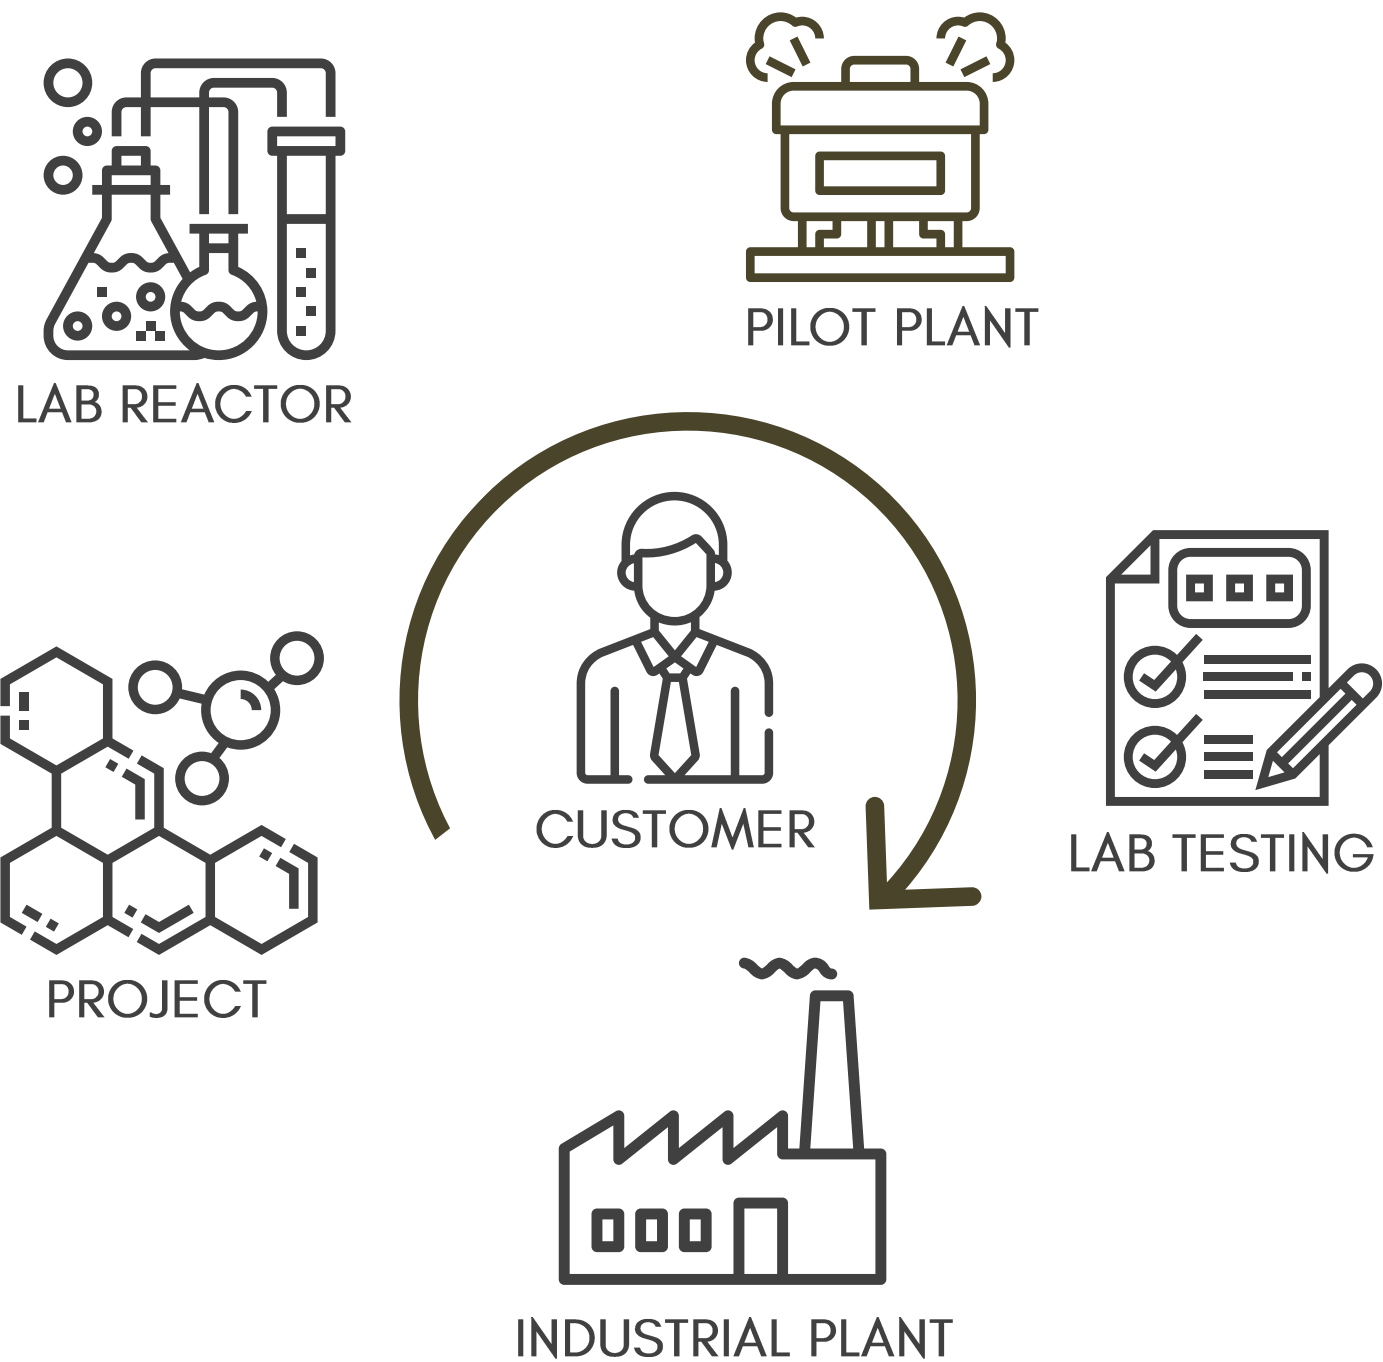 PILOT PLANT
LAB REACTOR
CUSTOMER
LAB TESTING
PROJECT
INDUSTRIAL PLANT